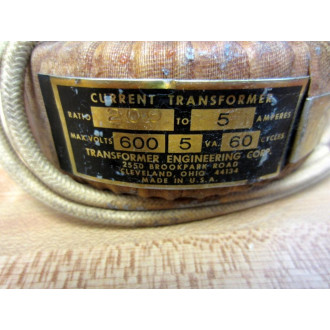 CURRENT TRANSFORMER
RATIO TO 5 AMPERES
MAX. VOLTS 600 5 VA. 60 CYCLES
TRANSFORMER ENGINEERING CORP.
2550 BROOKPARK ROAD
CLEVELAND, OHIO 44134
MADE IN U.S.A.